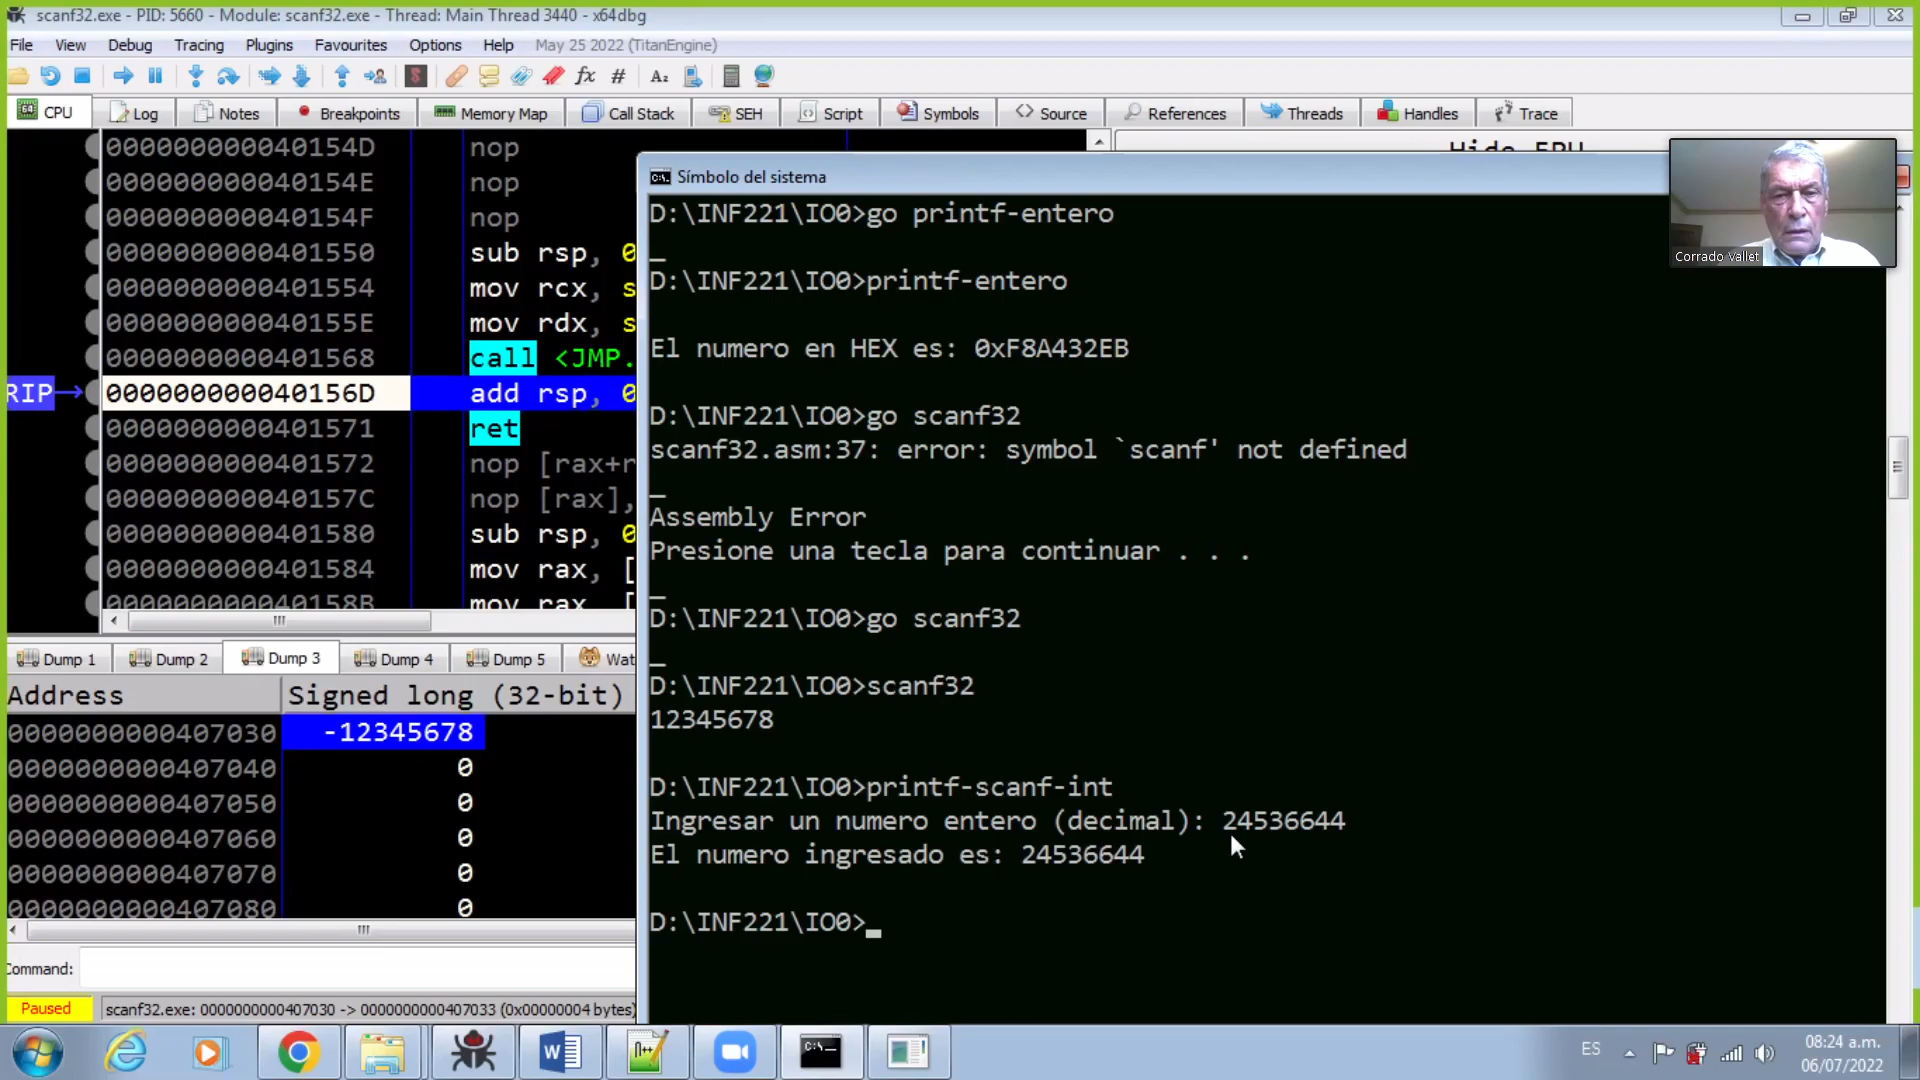 scanf32.exe - PID: 5660 - Module: scanf32.exe - Thread: Main Thread 3440 - x64dbg
File View Debug Tracing Plugins Favourites Options Help May 25 2022 (TitanEngine)
CPU Log Notes Breakpoints Memory Map Call Stack SEH Script Symbols Source References Threads Handles Trace
000000000040154D nop
000000000040154E nop
000000000040154F nop
0000000000401550 sub rsp, 0
0000000000401554 mov rcx, s
000000000040155E mov rdx, s
0000000000401568 call <JMP.
RIP 000000000040156D add rsp, 0
0000000000401571 ret
0000000000401572 nop [rax+r
000000000040157C nop [rax],
0000000000401580 sub rsp, 0
0000000000401584 mov rax, [
000000000040158B mov rax, [
Dump 1 Dump 2 Dump 3 Dump 4 Dump 5 Wat
Address Signed long (32-bit)
0000000000407030 -12345678
0000000000407040 0
0000000000407050 0
0000000000407060 0
0000000000407070 0
0000000000407080 0
Command:
Paused scanf32.exe: 0000000000407030 -> 0000000000407033 (0x00000004 bytes)
Hide FPU
Corrado Vallet
Símbolo del sistema
D:\INF221\IO0>go printf-entero
_
D:\INF221\IO0>printf-entero
El numero en HEX es: 0xF8A432EB
D:\INF221\IO0>go scanf32
scanf32.asm:37: error: symbol `scanf' not defined
_
Assembly Error
Presione una tecla para continuar . . .
_
D:\INF221\IO0>go scanf32
_
D:\INF221\IO0>scanf32
12345678
D:\INF221\IO0>printf-scanf-int
Ingresar un numero entero (decimal): 24536644
El numero ingresado es: 24536644
D:\INF221\IO0>_
ES
08:24 a.m.
06/07/2022